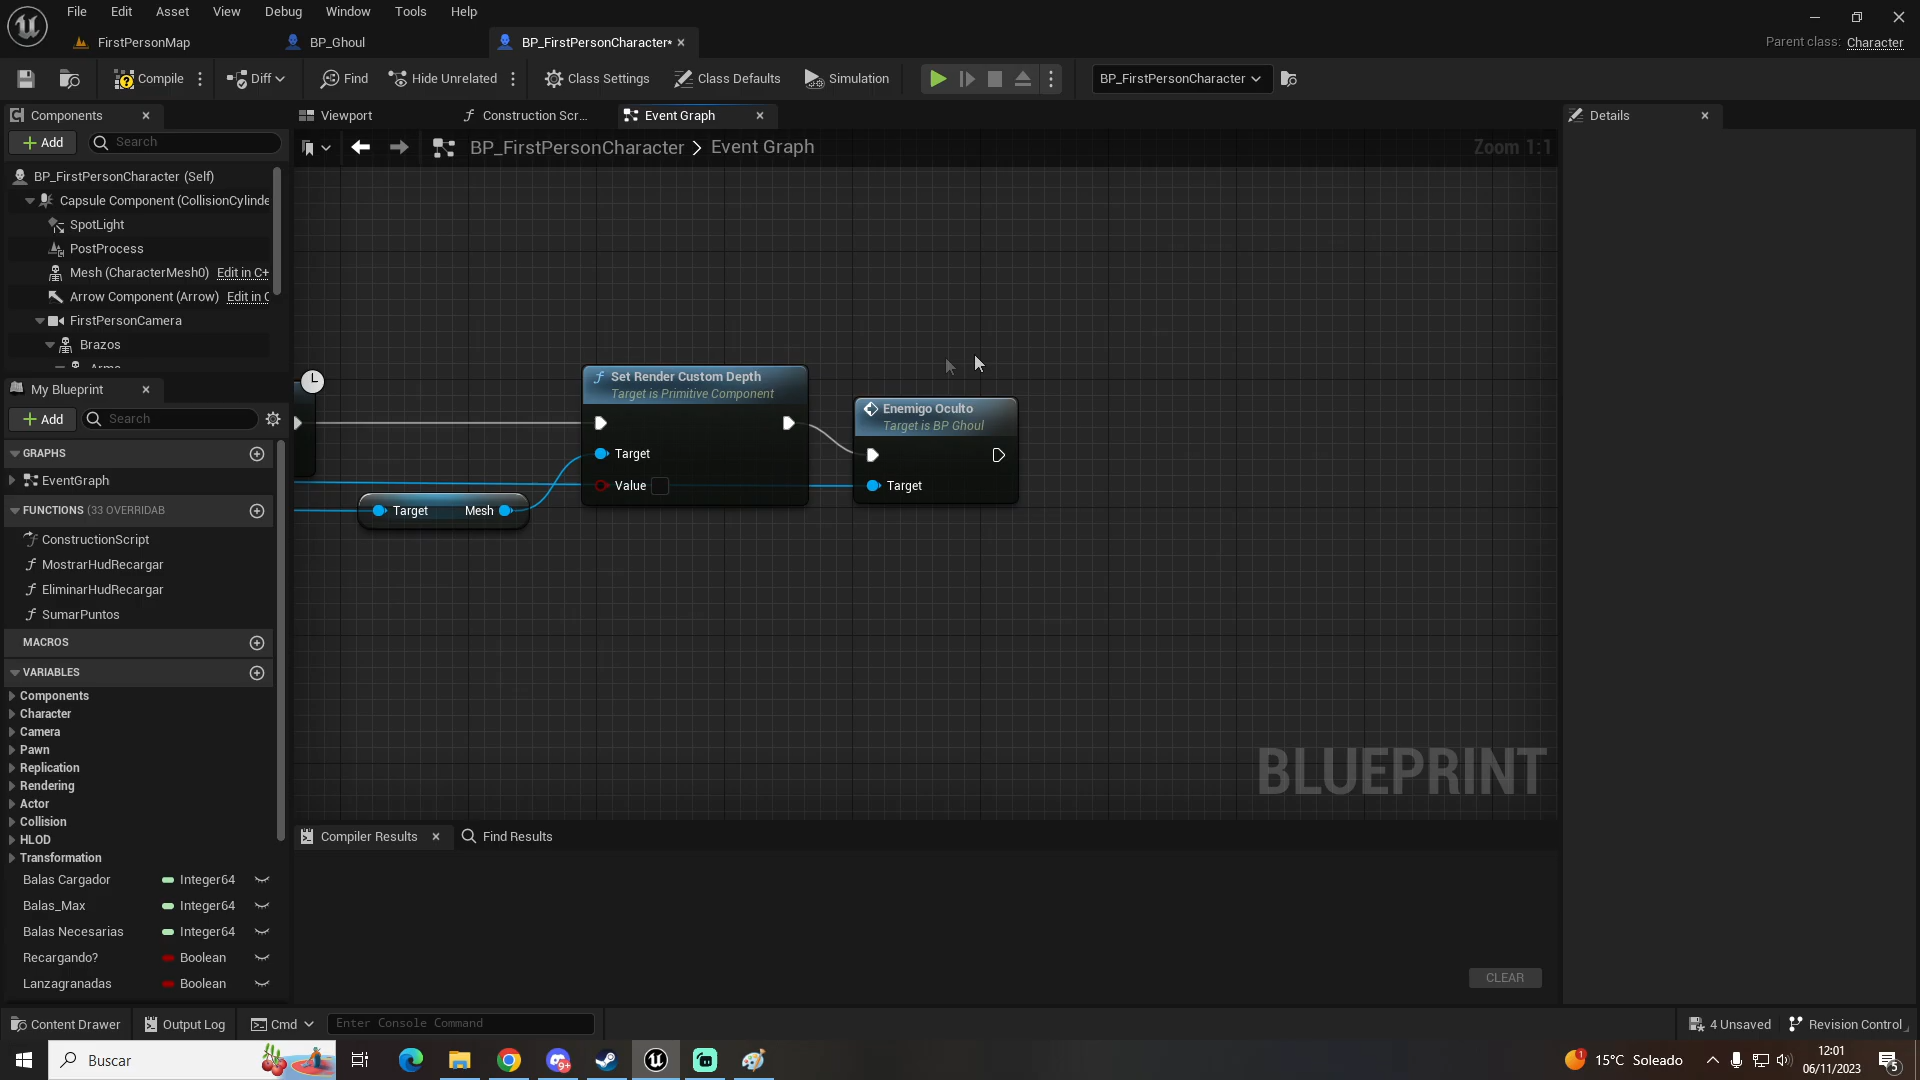 File Edit Asset View Debug Window Tools Help
FirstPersonMap BP_Ghoul BP_FirstPersonCharacter*
Parent class: Character
Compile Diff Find Hide Unrelated Class Settings Class Defaults Simulation BP_FirstPersonCharacter
Components
Viewport Construction Scr... Event Graph
Details
Add Search
BP_FirstPersonCharacter > Event Graph
Zoom 1:1
BP_FirstPersonCharacter (Self)
Capsule Component (CollisionCylinde
SpotLight
PostProcess
Mesh (CharacterMesh0) Edit in C+
Arrow Component (Arrow) Edit in C
FirstPersonCamera
Brazos
Set Render Custom Depth
Target is Primitive Component
Target
Value
Target Mesh
Enemigo Oculto
Target is BP Ghoul
Target
BLUEPRINT
My Blueprint
Add Search
GRAPHS
EventGraph
FUNCTIONS (33 OVERRIDAB
ConstructionScript
MostrarHudRecargar
EliminarHudRecargar
SumarPuntos
MACROS
VARIABLES
Components
Character
Camera
Pawn
Replication
Rendering
Actor
Collision
HLOD
Transformation
Balas Cargador Integer64
Balas_Max Integer64
Balas Necesarias Integer64
Recargando? Boolean
Lanzagranadas Boolean
Compiler Results Find Results
CLEAR
Content Drawer Output Log Cmd Enter Console Command
4 Unsaved Revision Control
Buscar
9+
1
15°C Soleado
12:01
06/11/2023
5